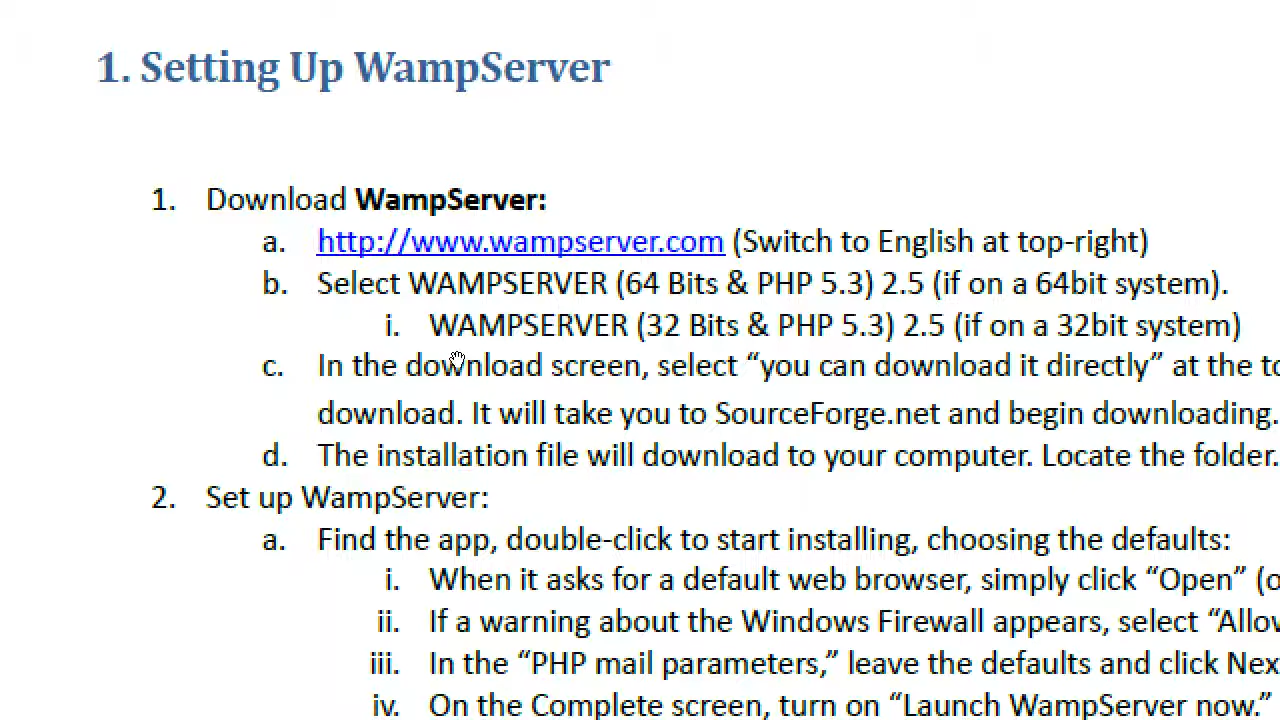 1. Setting Up WampServer
1. Download WampServer:
a. http://www.wampserver.com (Switch to English at top-right)
b. Select WAMPSERVER (64 Bits & PHP 5.3) 2.5 (if on a 64bit system).
i. WAMPSERVER (32 Bits & PHP 5.3) 2.5 (if on a 32bit system)
c. In the download screen, select “you can download it directly” at the
download. It will take you to SourceForge.net and begin downloading.
d. The installation file will download to your computer. Locate the folder.
2. Set up WampServer:
a. Find the app, double-click to start installing, choosing the defaults:
i. When it asks for a default web browser, simply click “Open”
ii. If a warning about the Windows Firewall appears, select
iii. In the “PHP mail parameters,” leave the defaults and click
iv. On the Complete screen, turn on “Launch WampServer now.”